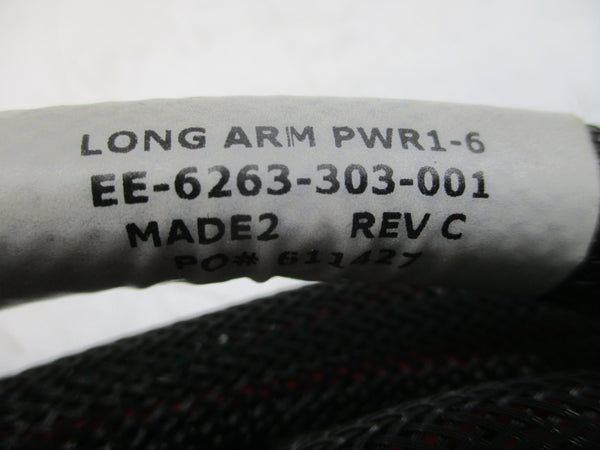 LONG ARM PWR1-6
EE-6263-303-001
MADE2 REV C
PO# 611427